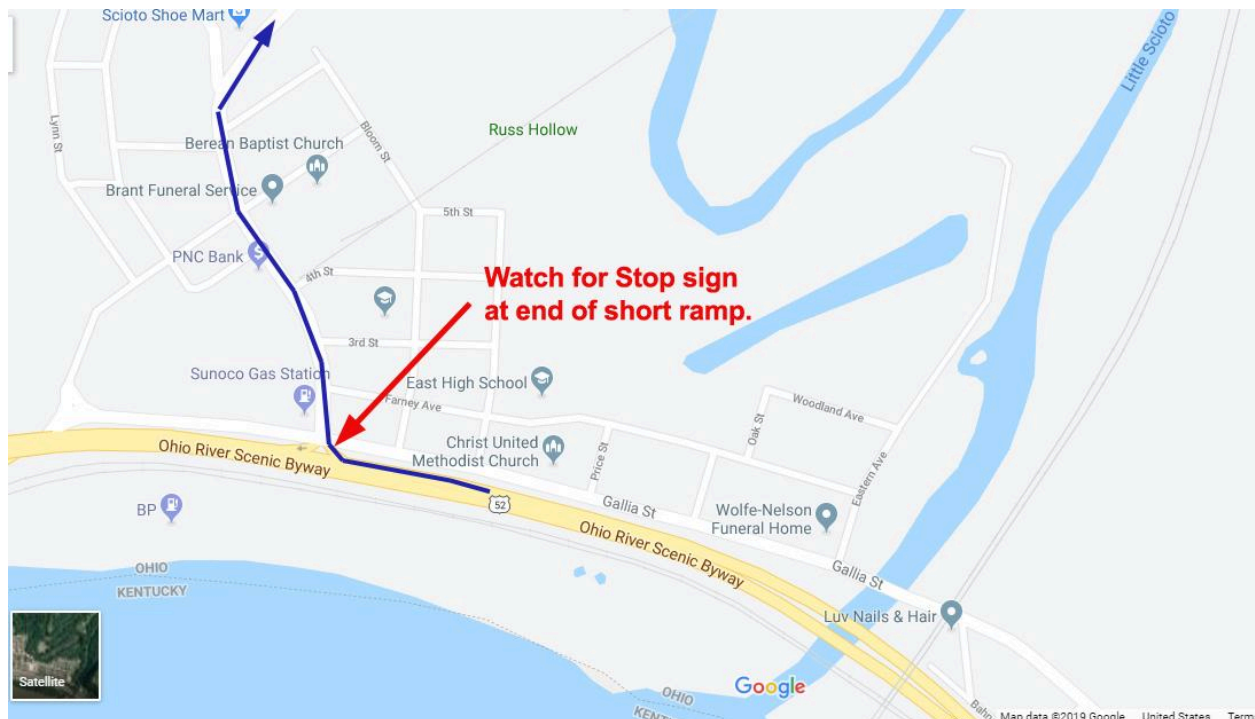 Scioto Shoe Mart
Lynn St
Berean Baptist Church
Bloom St
Russ Hollow
Little Scioto
Brant Funeral Service
5th St
PNC Bank
4th St
Watch for Stop sign
at end of short ramp.
3rd St
Sunoco Gas Station
East High School
Farney Ave
Woodland Ave
Oak St
Ohio River Scenic Byway
Christ United
Methodist Church
Price St
Eastern Ave
BP
52
Gallia St
Wolfe-Nelson
Funeral Home
Ohio River Scenic Byway
OHIO
KENTUCKY
Gallia St
Luv Nails & Hair
Satellite
Google
OHIO
Map data ©2019 Google United States